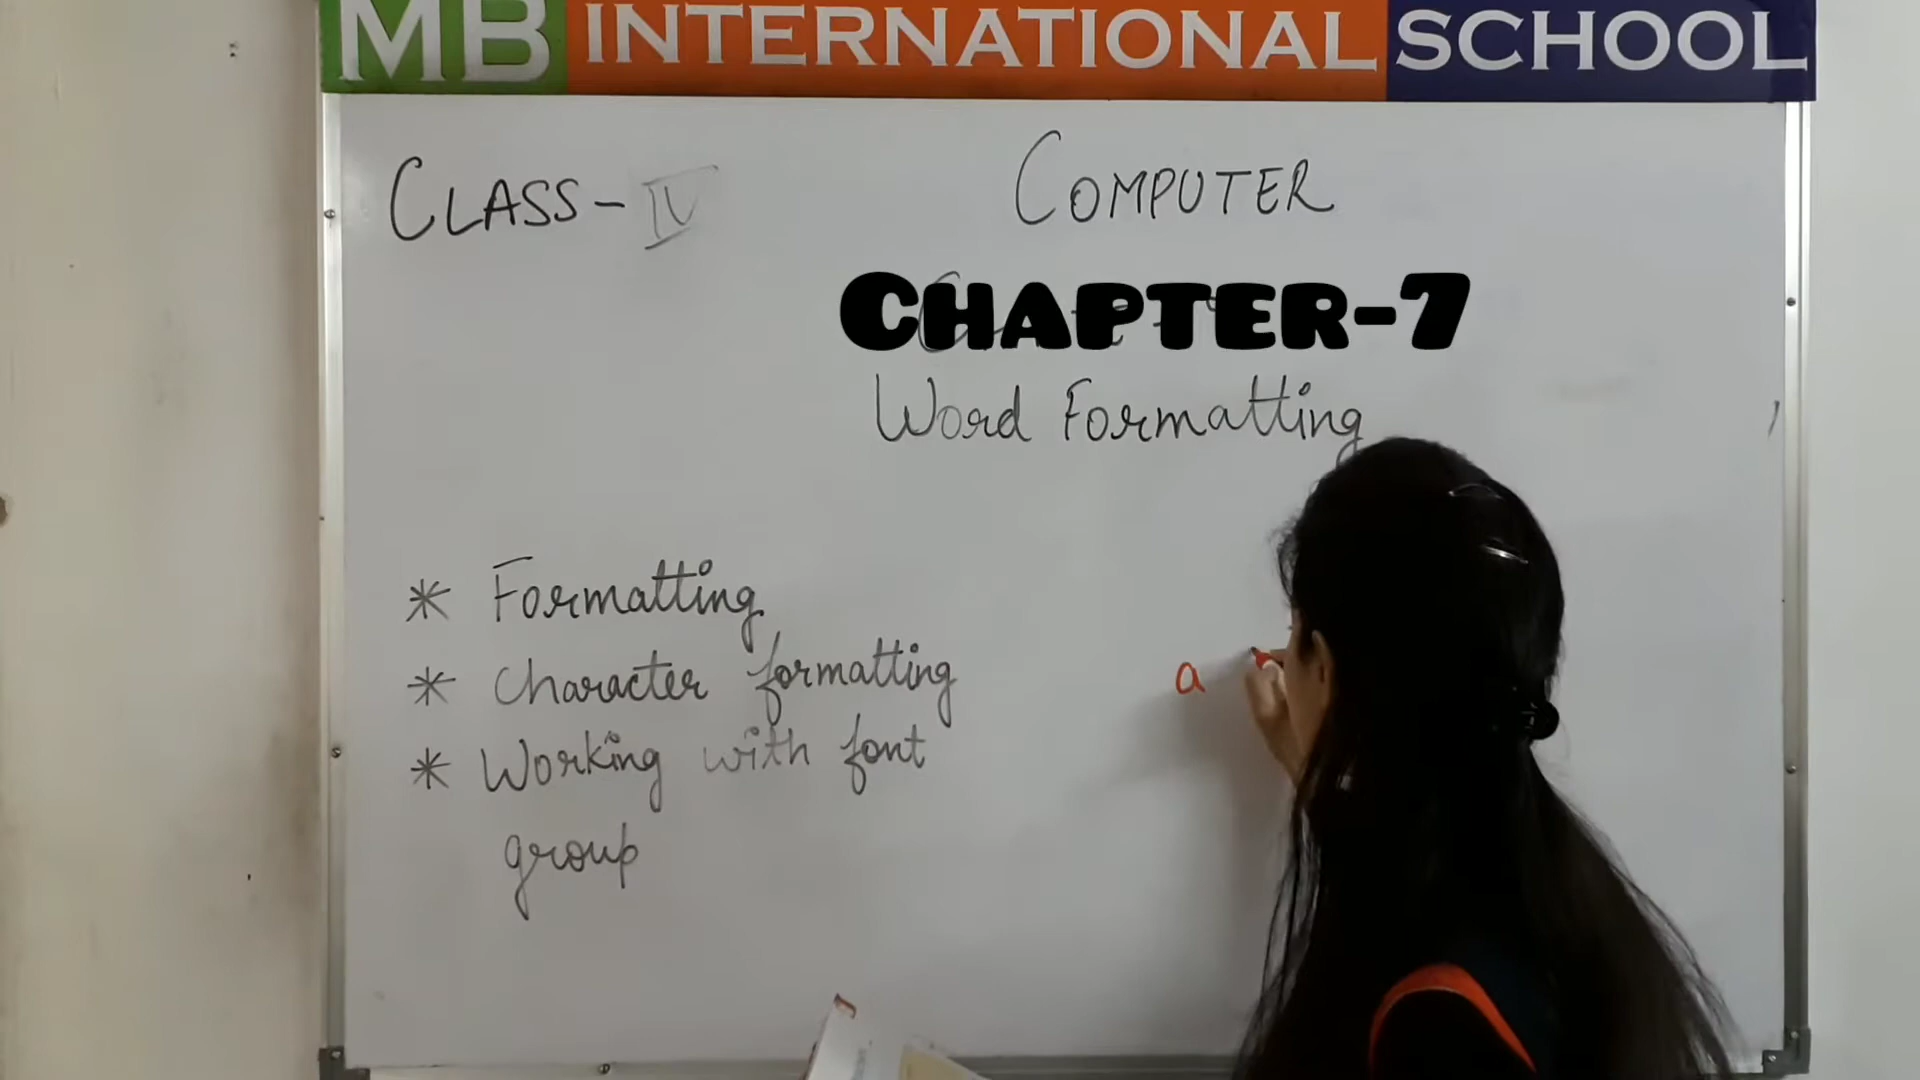 MB INTERNATIONAL SCHOOL
CLASS - IV
COMPUTER
CHAPTER-7
Word Formatting
* Formatting
* Character formatting
* Working with font
group
a